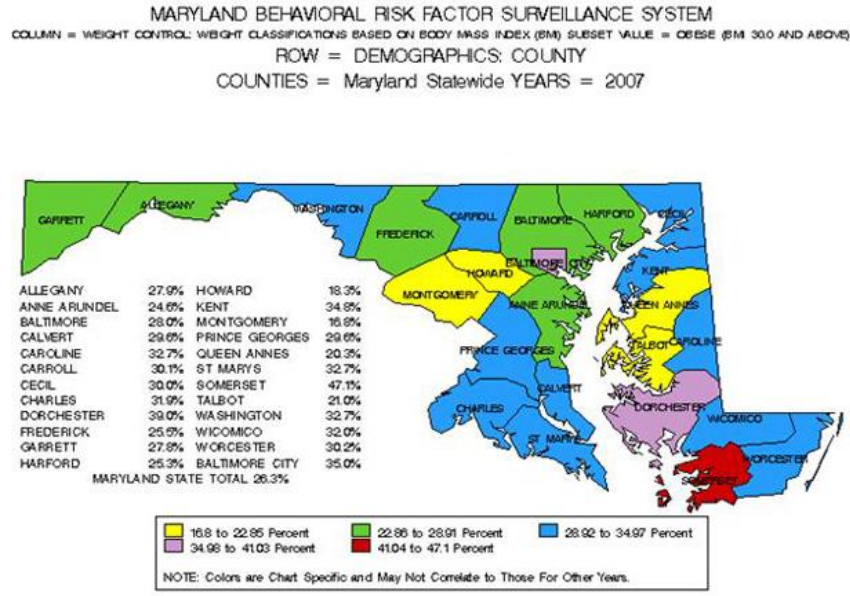 MARYLAND BEHAVIORAL RISK FACTOR SURVEILLANCE SYSTEM
COLUMN = WEIGHT CONTROL: WEIGHT CLASSIFICATIONS BASED ON BODY MASS INDEX (BMI) SUBSET VALUE = OBESE (BMI 30.0 AND ABOVE)
ROW = DEMOGRAPHICS: COUNTY
COUNTIES = Maryland Statewide YEARS = 2007
GARRETT
ALLEGANY
WASHINGTON
FREDERICK
CARROLL
BALTIMORE
HARFORD
CECIL
BALTIMORE CITY
HOWARD
KENT
MONTGOMERY
ANNE ARUNDEL
QUEEN ANNES
PRINCE GEORGES
TALBOT
CAROLINE
CALVERT
CHARLES
DORCHESTER
WICOMICO
ST MARYS
WORCESTER
SOMERSET
ALLEGANY 27.9% HOWARD 18.3%
ANNE ARUNDEL 24.6% KENT 34.8%
BALTIMORE 28.0% MONTGOMERY 16.8%
CALVERT 29.6% PRINCE GEORGES 29.6%
CAROLINE 32.7% QUEEN ANNES 20.3%
CARROLL 30.1% ST MARYS 32.7%
CECIL 30.0% SOMERSET 47.1%
CHARLES 31.9% TALBOT 21.0%
DORCHESTER 39.0% WASHINGTON 32.7%
FREDERICK 25.5% WICOMICO 32.0%
GARRETT 27.8% WORCESTER 30.2%
HARFORD 25.3% BALTIMORE CITY 35.0%
MARYLAND STATE TOTAL 26.3%
16.8 to 22.85 Percent 22.86 to 28.91 Percent 28.92 to 34.97 Percent
34.98 to 41.03 Percent 41.04 to 47.1 Percent
NOTE: Colors are Chart Specific and May Not Correlate to Those For Other Years.